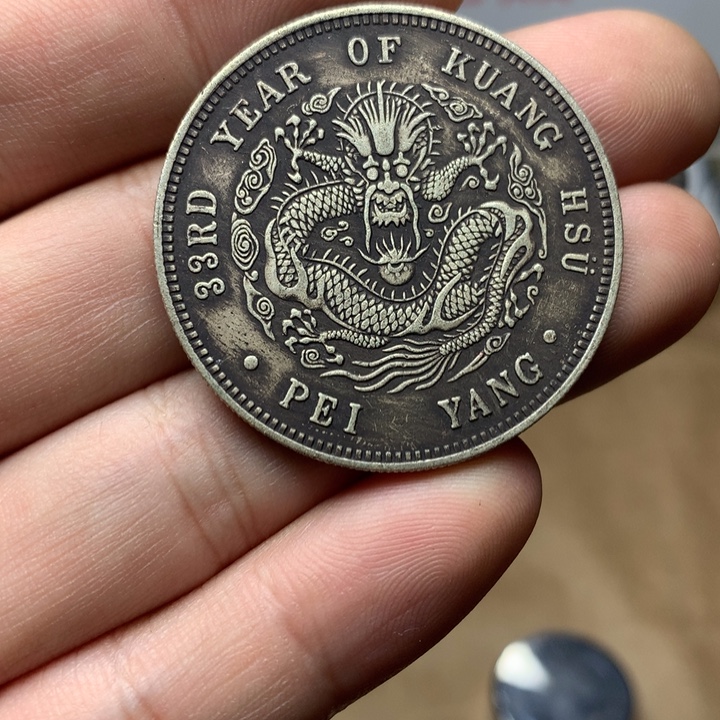 33RD YEAR OF KUANG HSÜ
PEI YANG